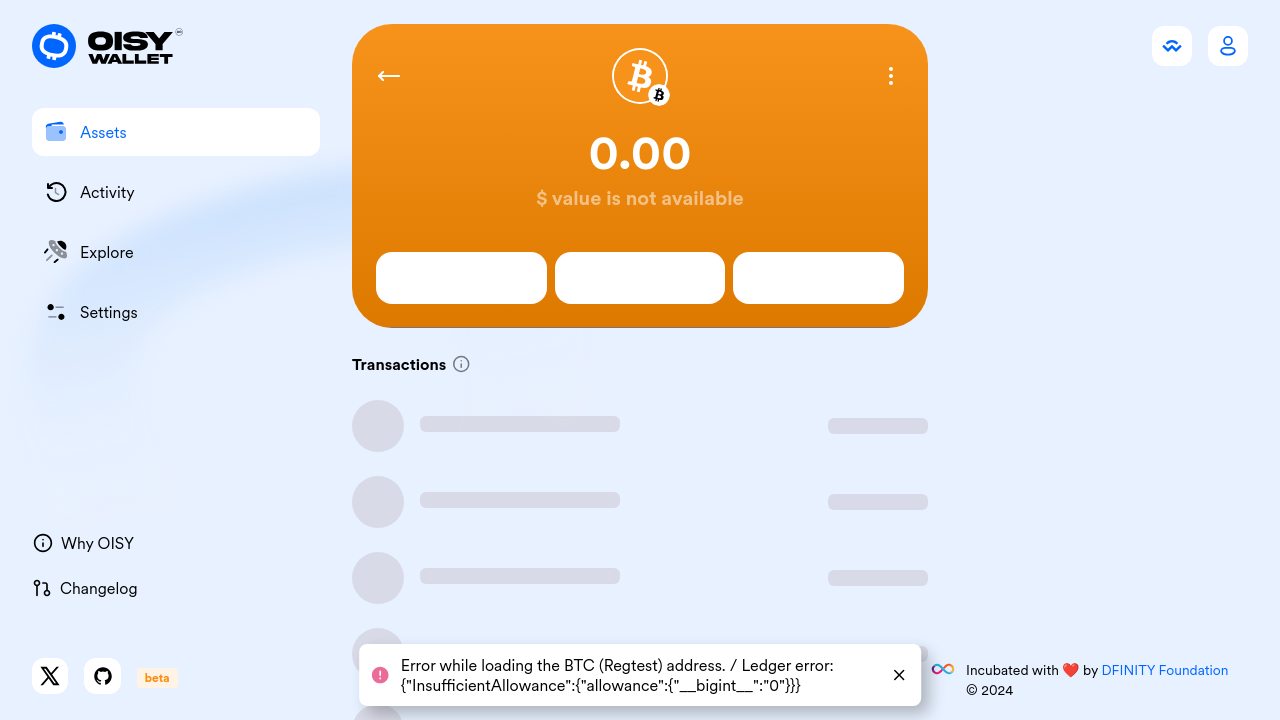 OISY
WALLET
Assets
Activity
Explore
Settings
Why OISY
Changelog
beta
0.00
$ value is not available
Transactions
Error while loading the BTC (Regtest) address. / Ledger error:
{"InsufficientAllowance":{"allowance":{"__bigint__":"0"}}}
Incubated with ❤️ by DFINITY Foundation
© 2024